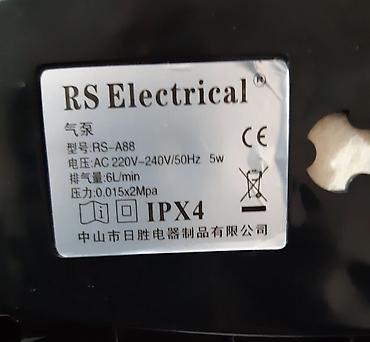 RS Electrical®
气泵
型号:RS-A88
电压:AC 220V-240V/50Hz 5w
排气量:6L/min
压力:0.015x2Mpa
CE
IPX4
中山市日胜电器制品有限公司